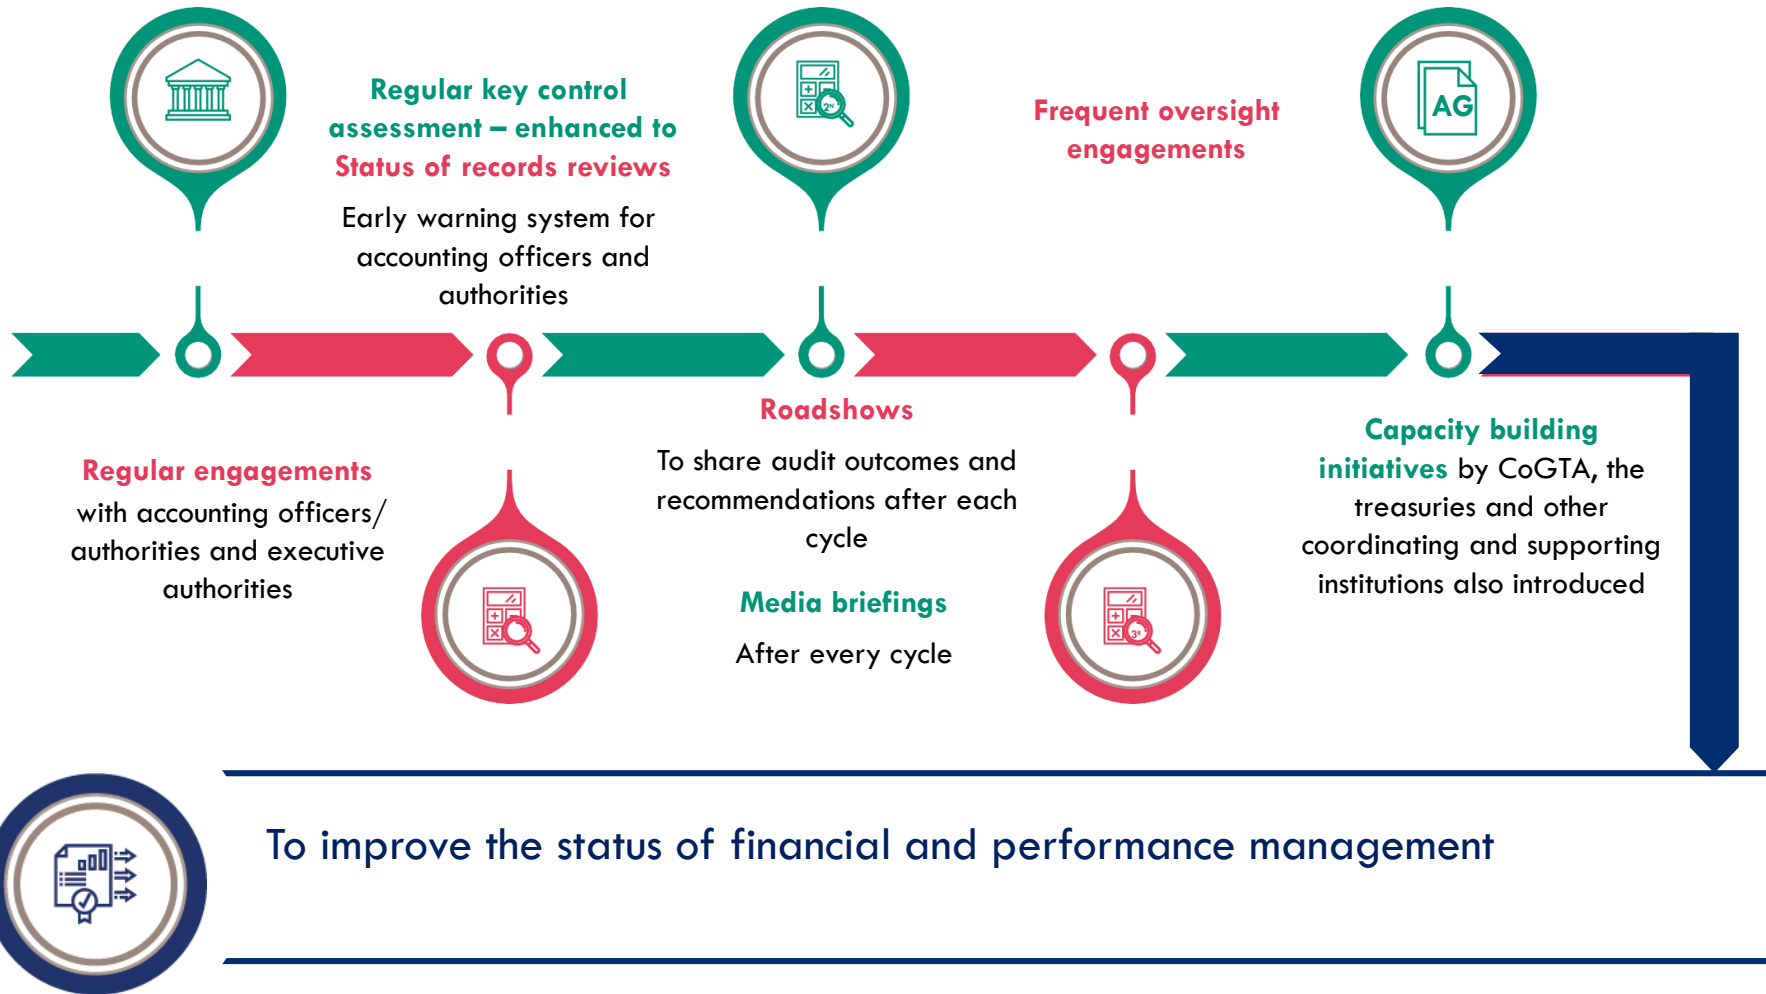 Regular key control
assessment – enhanced to
Status of records reviews
Early warning system for
accounting officers and
authorities
2ᴺ
Frequent oversight
engagements
AG
Regular engagements
with accounting officers/
authorities and executive
authorities
Roadshows
To share audit outcomes and
recommendations after each
cycle
Media briefings
After every cycle
Capacity building
initiatives by CoGTA, the
treasuries and other
coordinating and supporting
institutions also introduced
To improve the status of financial and performance management